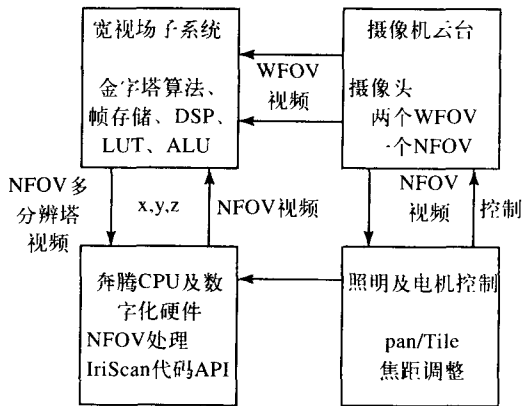 宽视场子系统
金字塔算法、
帧存储、DSP、
LUT、ALU
WFOV
视频
摄像机云台
摄像头
两个WFOV
一个NFOV
NFOV多
分辨塔
视频
x,y,z
NFOV视频
NFOV
视频
控制
奔腾CPU及数
字化硬件
NFOV处理
IriScan代码API
照明及电机控制
pan/Tile
焦距调整